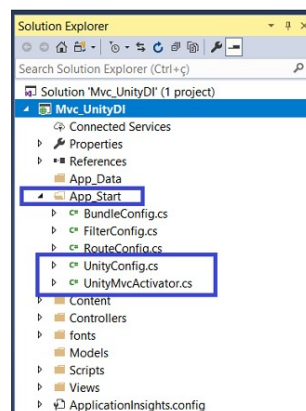 Solution Explorer
Search Solution Explorer (Ctrl+ç)
Solution 'Mvc_UnityDI' (1 project)
Mvc_UnityDI
Connected Services
Properties
References
App_Data
App_Start
C# BundleConfig.cs
C# FilterConfig.cs
C# RouteConfig.cs
C# UnityConfig.cs
C# UnityMvcActivator.cs
Content
Controllers
fonts
Models
Scripts
Views
ApplicationInsights.config